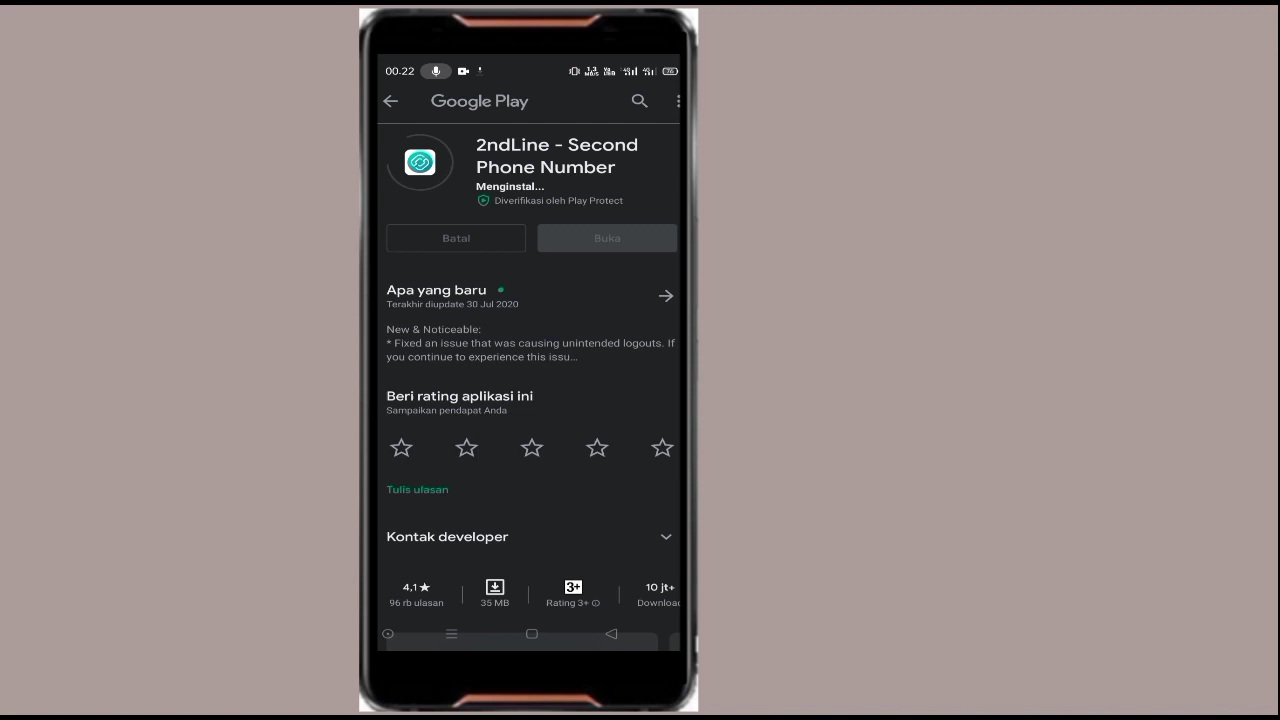 00.22
Google Play
2ndLine - Second
Phone Number
Menginstal...
Diverifikasi oleh Play Protect
Batal
Buka
Apa yang baru
Terakhir diupdate 30 Jul 2020
New & Noticeable:
* Fixed an issue that was causing unintended logouts. If
you continue to experience this issu...
Beri rating aplikasi ini
Sampaikan pendapat Anda
Tulis ulasan
Kontak developer
4,1★ 3+ 10 jt+
96 rb ulasan 35 MB Rating 3+ Downloa